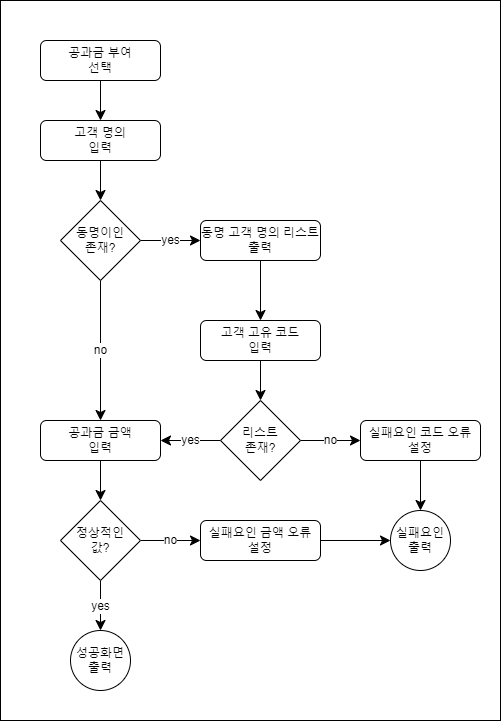 공과금 부여
선택
고객 명의
입력
동명이인
존재?
yes
동명 고객 명의 리스트
출력
no
고객 고유 코드
입력
공과금 금액
입력
yes
리스트
존재?
no
실패요인 코드 오류
설정
정상적인
값?
no
실패요인 금액 오류
설정
실패요인
출력
yes
성공화면
출력